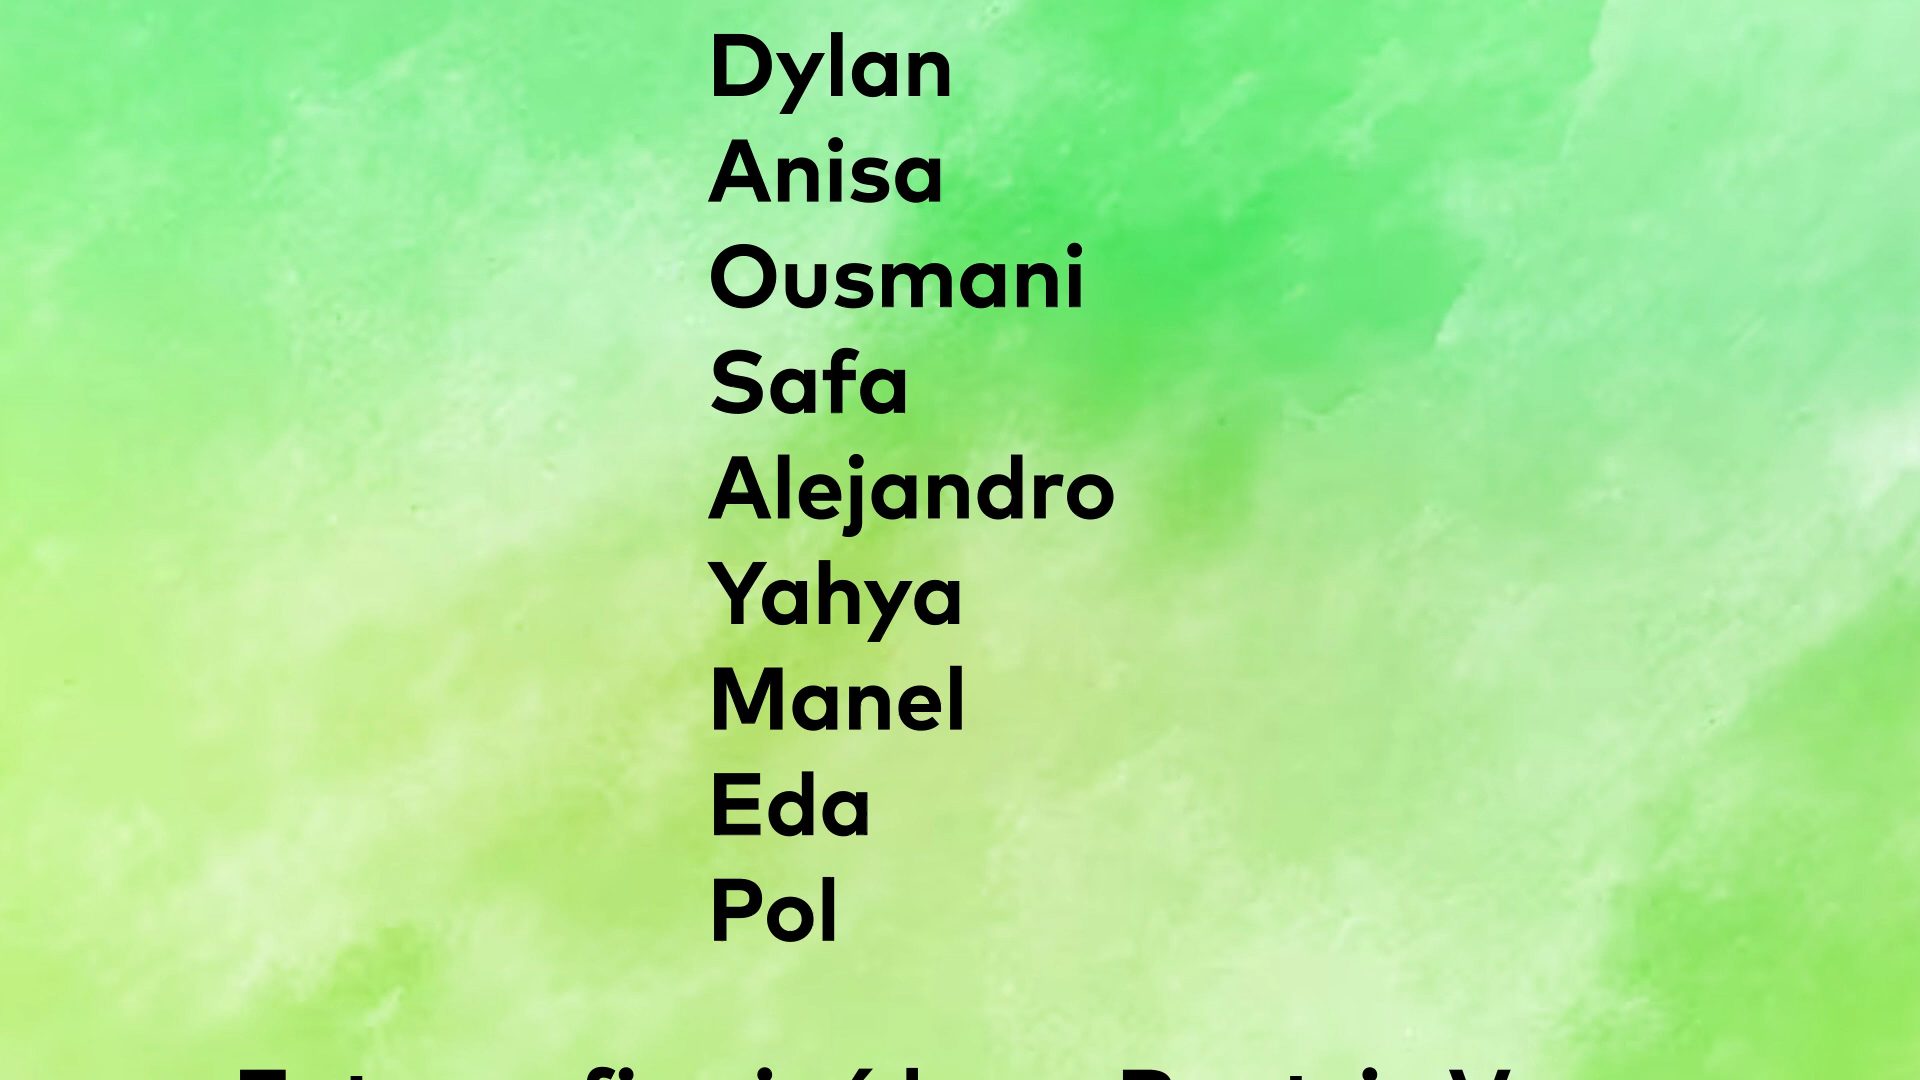 Dylan
Anisa
Ousmani
Safa
Alejandro
Yahya
Manel
Eda
Pol